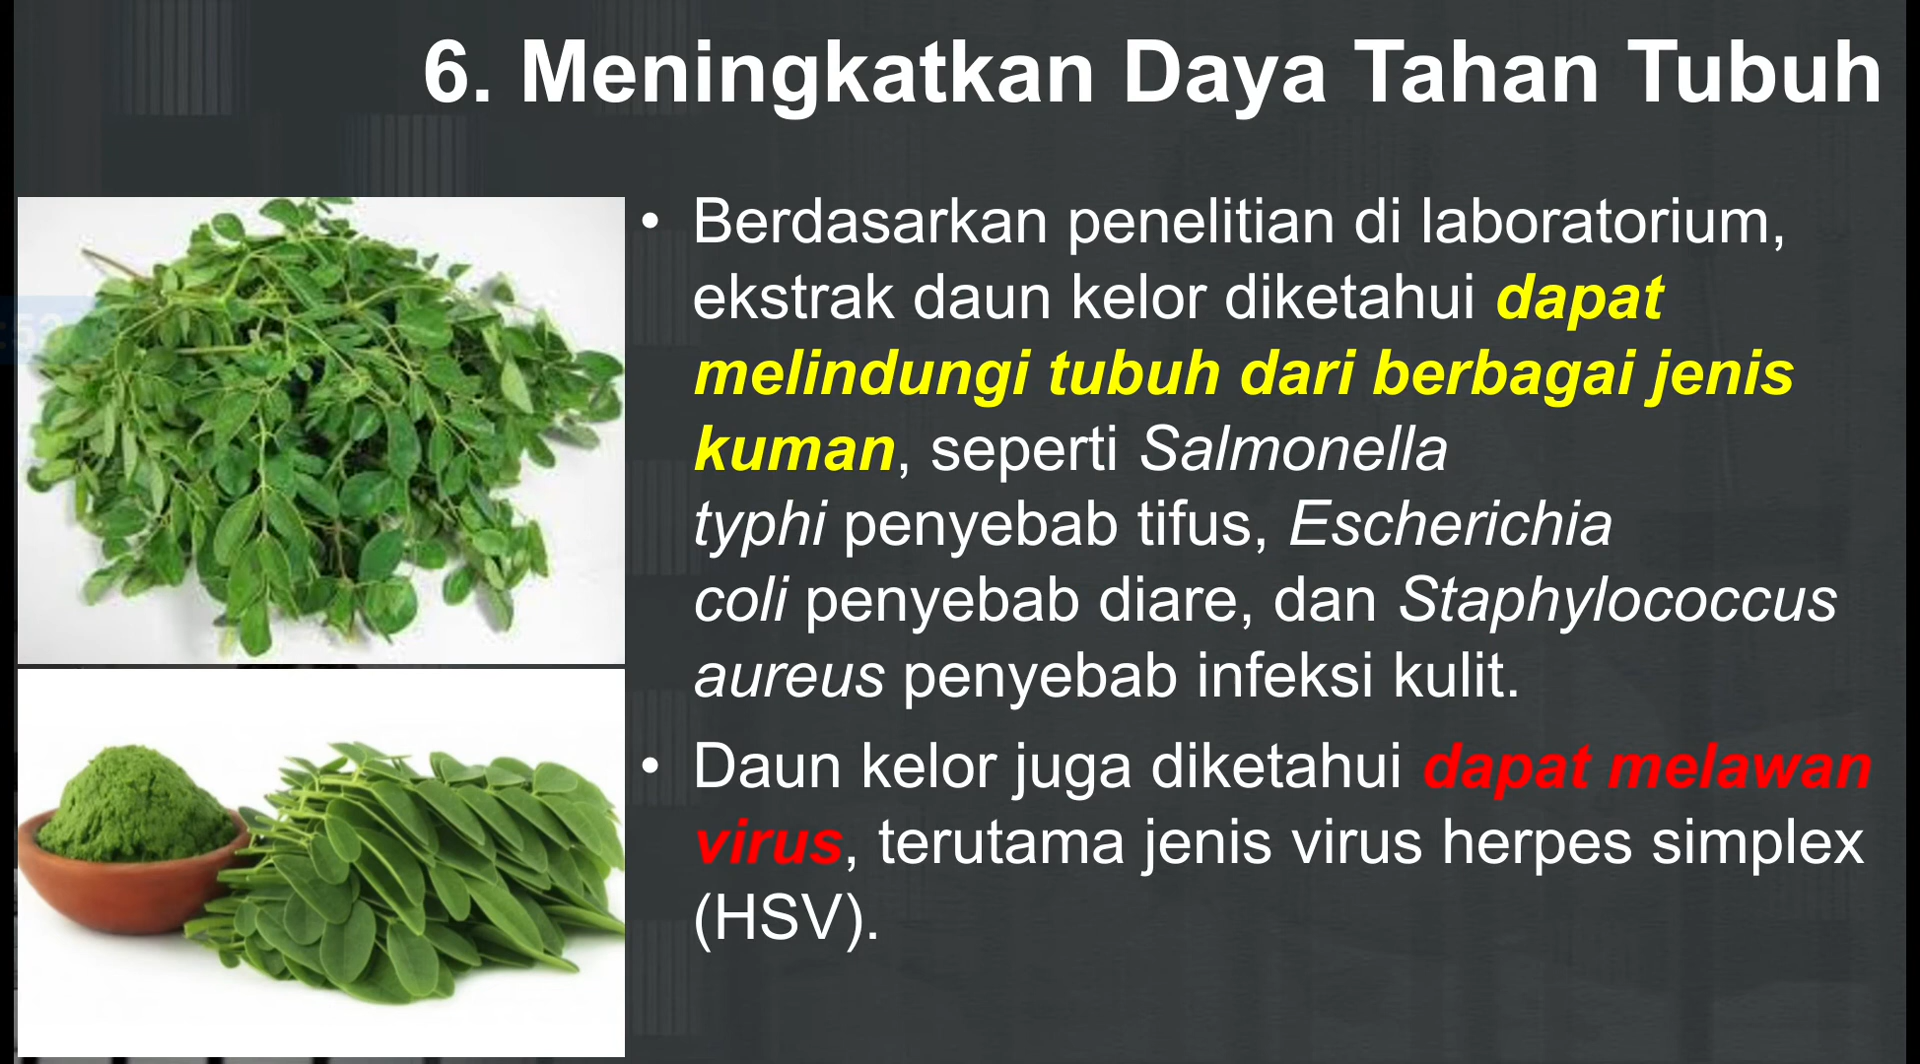 6. Meningkatkan Daya Tahan Tubuh
• Berdasarkan penelitian di laboratorium,
ekstrak daun kelor diketahui dapat
melindungi tubuh dari berbagai jenis
kuman, seperti Salmonella
typhi penyebab tifus, Escherichia
coli penyebab diare, dan Staphylococcus
aureus penyebab infeksi kulit.
• Daun kelor juga diketahui dapat melawan
virus, terutama jenis virus herpes simplex
(HSV).